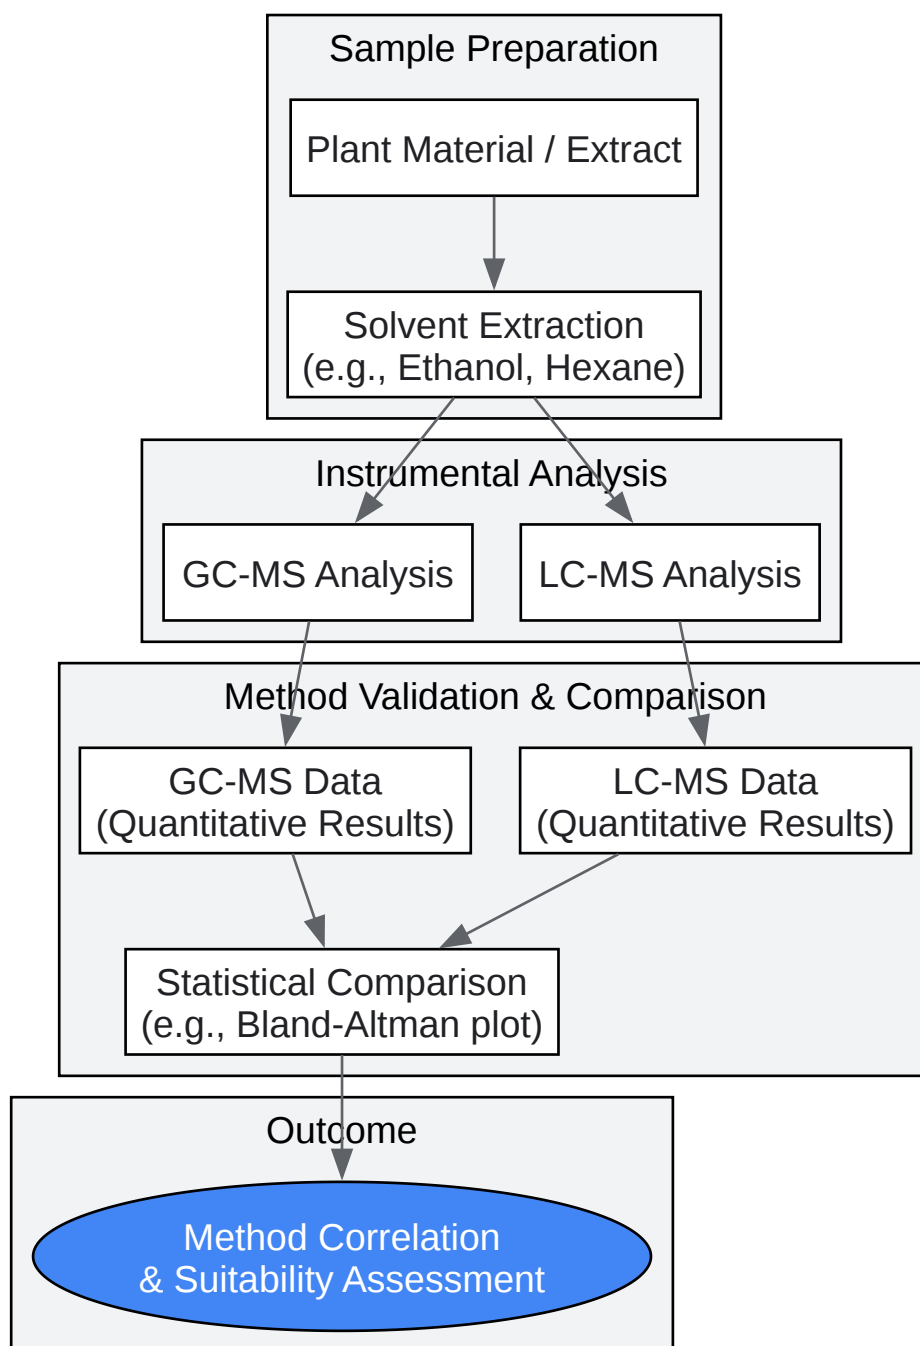 Sample Preparation
Plant Material / Extract
Solvent Extraction
(e.g., Ethanol, Hexane)
Instrumental Analysis
GC-MS Analysis
LC-MS Analysis
Method Validation & Comparison
GC-MS Data
(Quantitative Results)
LC-MS Data
(Quantitative Results)
Statistical Comparison
(e.g., Bland-Altman plot)
Outcome
Method Correlation
& Suitability Assessment